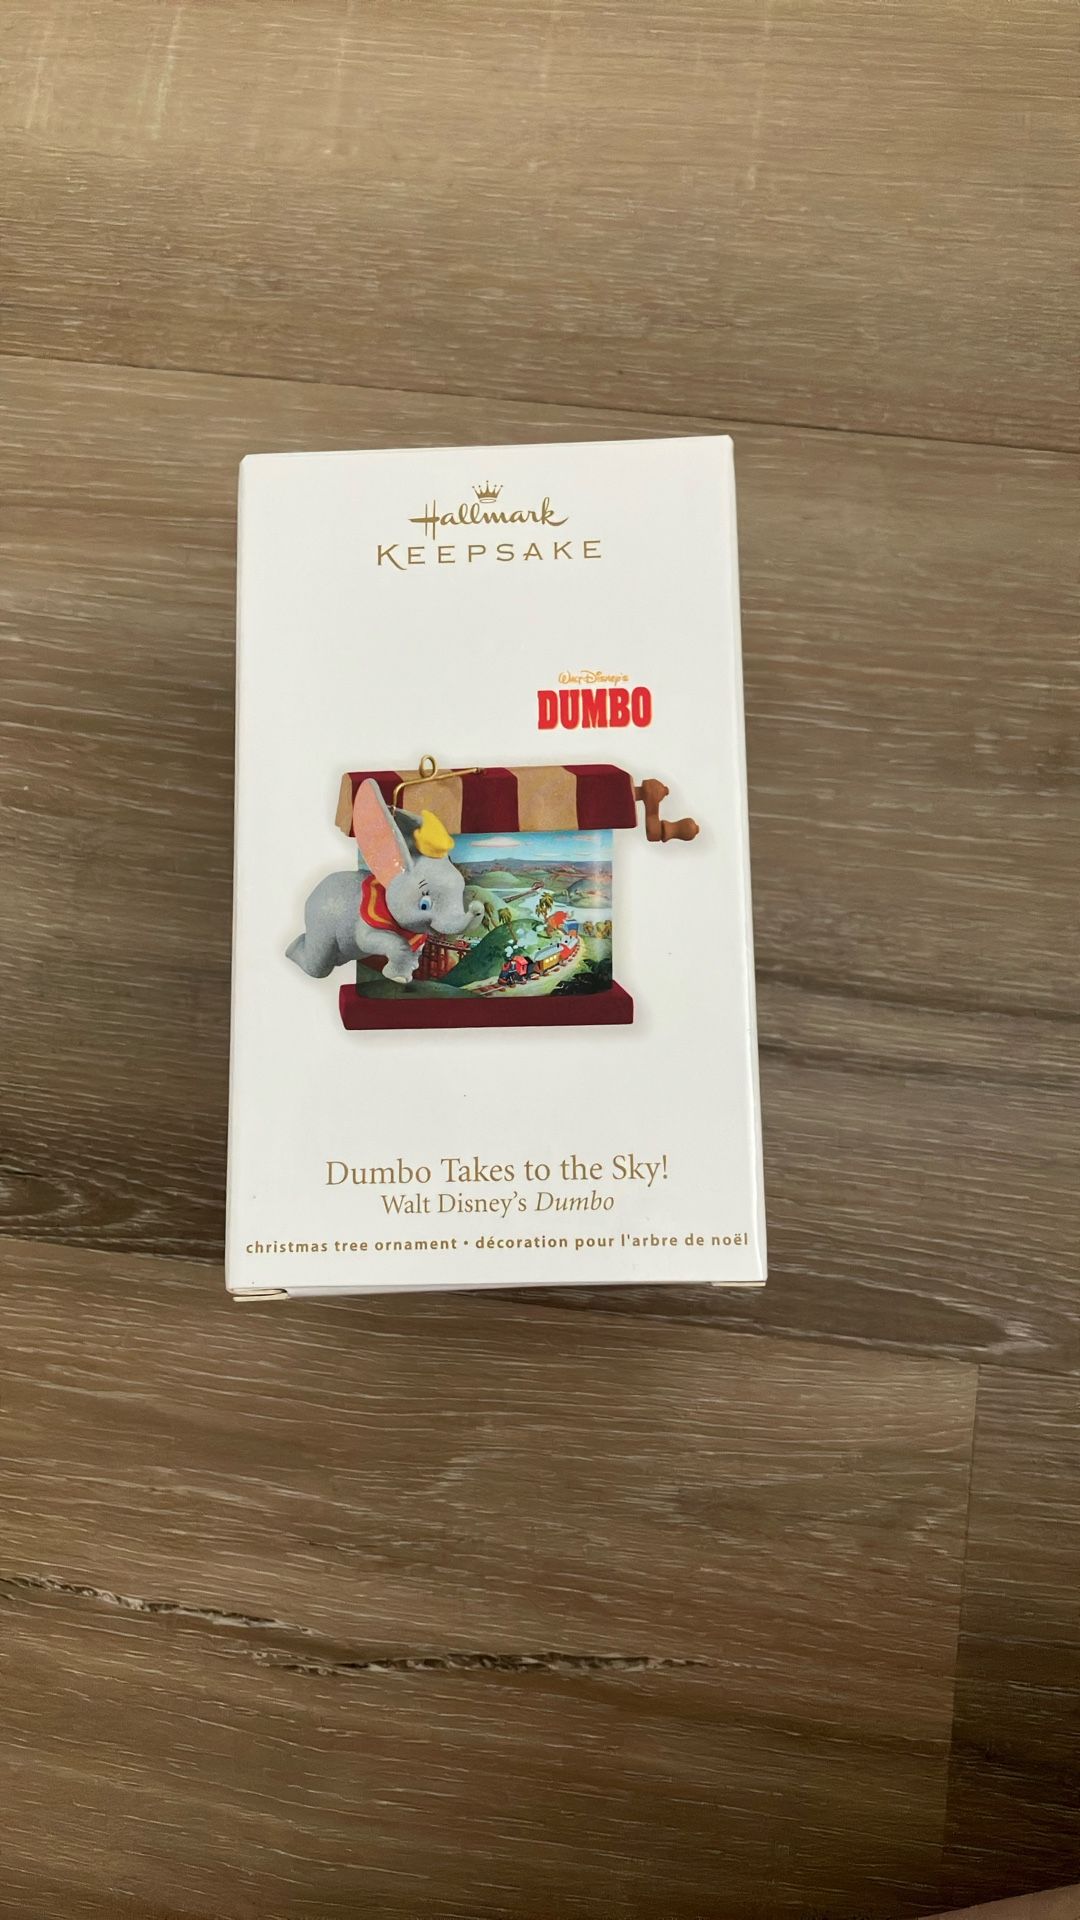 Hallmark
KEEPSAKE
Walt Disney's
DUMBO
Dumbo Takes to the Sky!
Walt Disney's Dumbo
christmas tree ornament • décoration pour l'arbre de noël